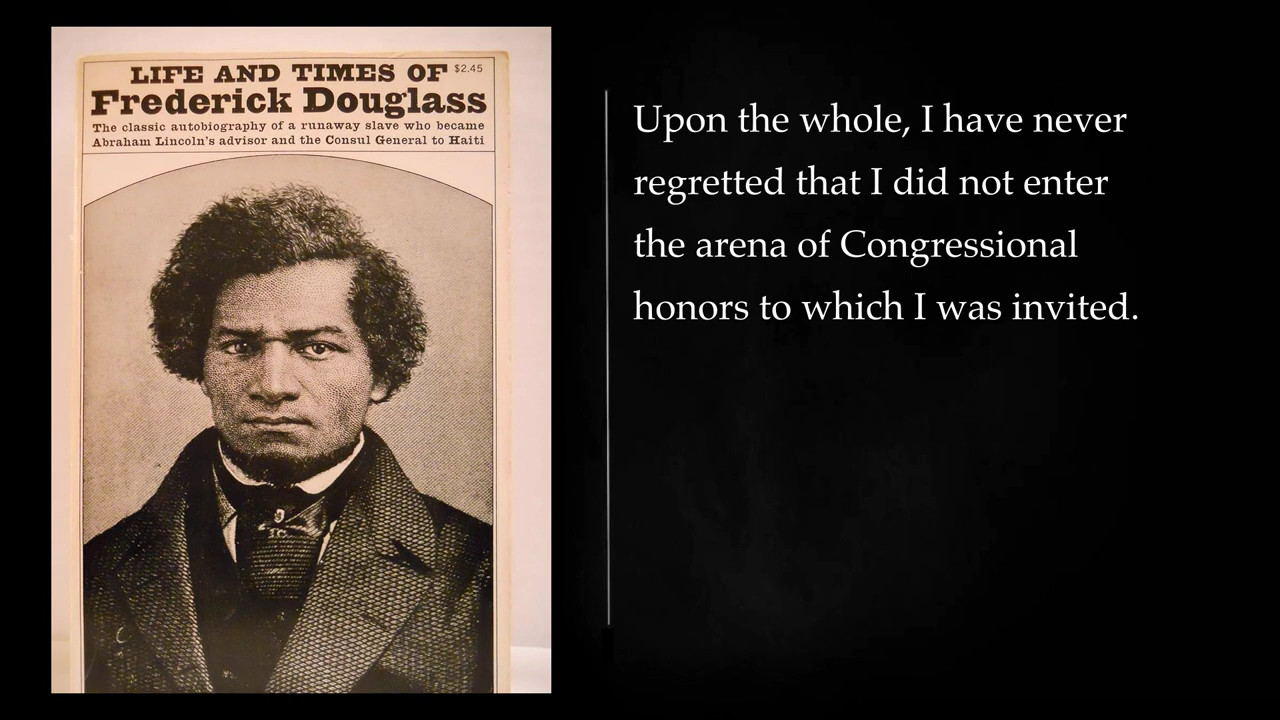 LIFE AND TIMES OF $2.45
Frederick Douglass
The classic autobiography of a runaway slave who became
Abraham Lincoln's advisor and the Consul General to Haiti
Upon the whole, I have never
regretted that I did not enter
the arena of Congressional
honors to which I was invited.